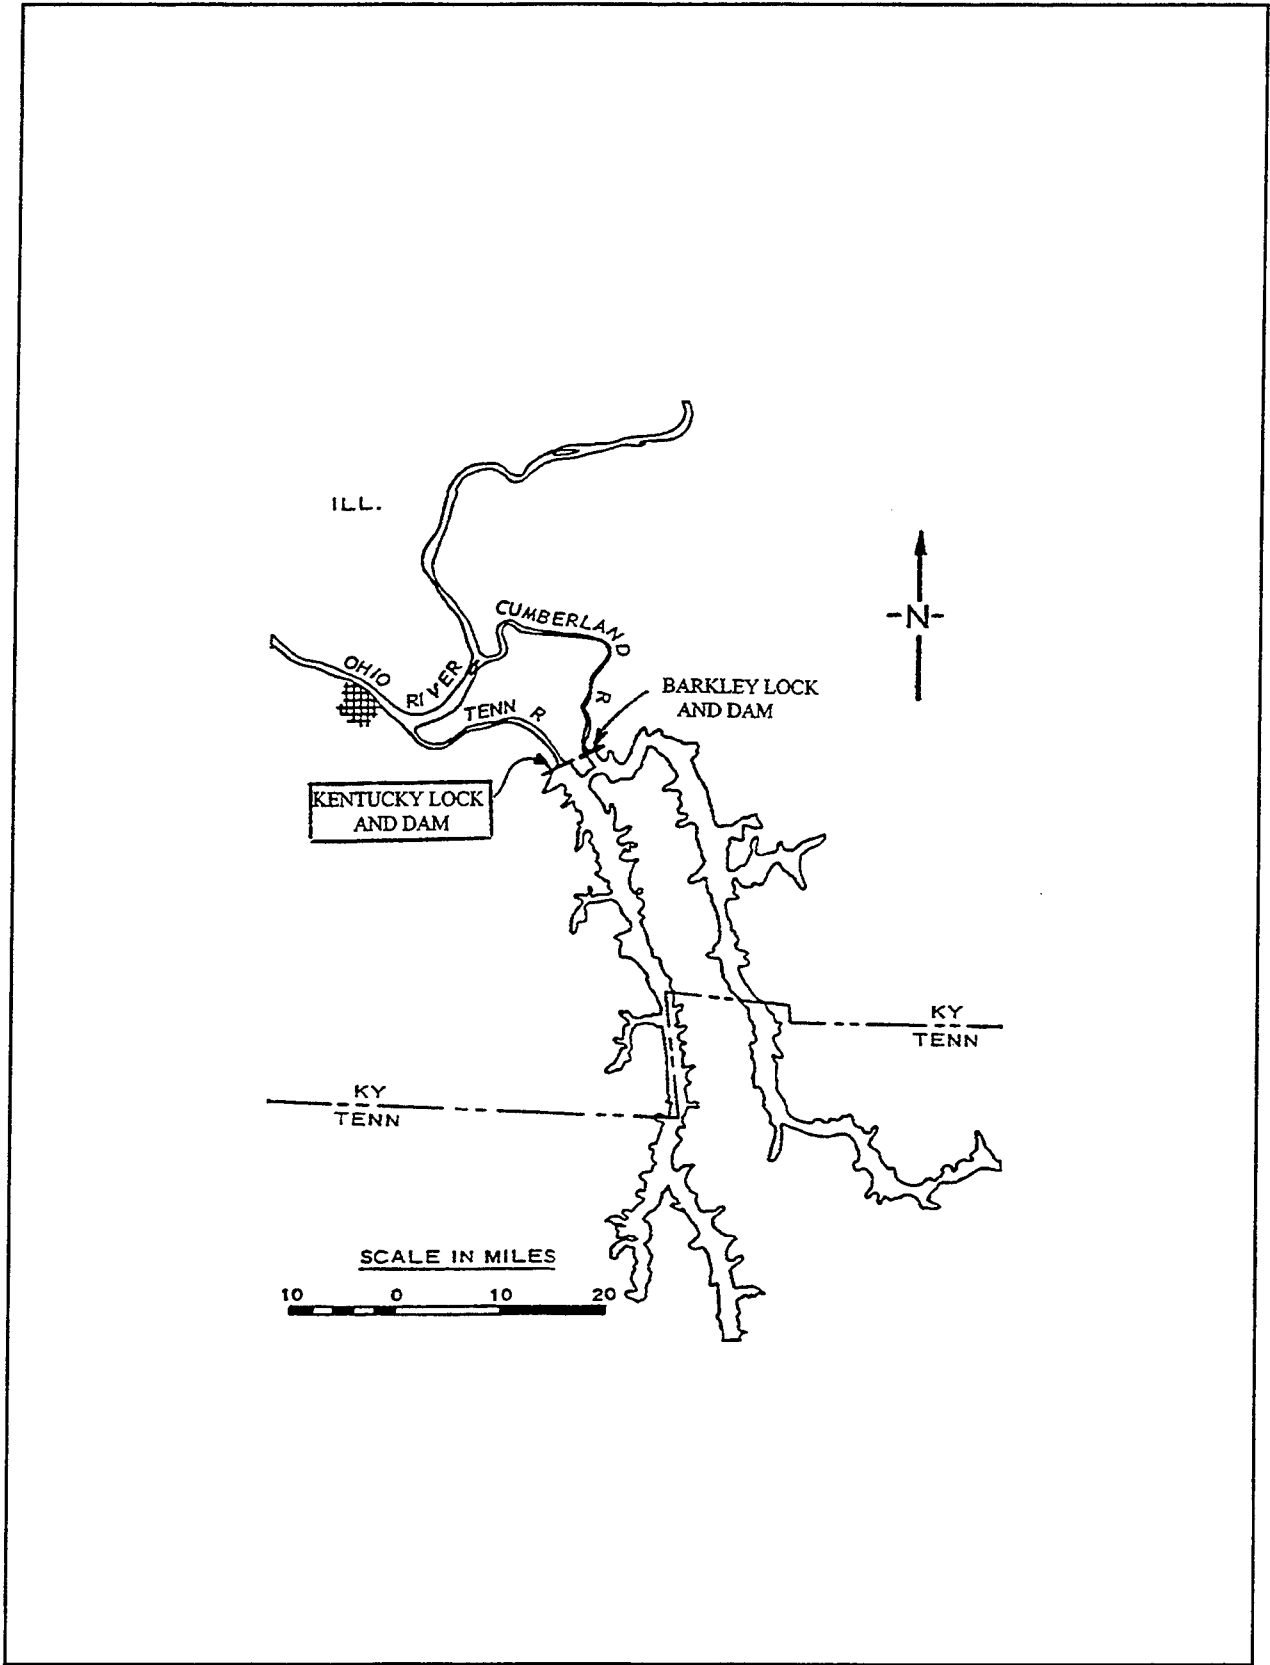 ILL.
-N-
CUMBERLAND
R
OHIO
RIVER
TENN R
BARKLEY LOCK
AND DAM
KENTUCKY LOCK
AND DAM
KY
TENN
KY
TENN
SCALE IN MILES
10 0 10 20